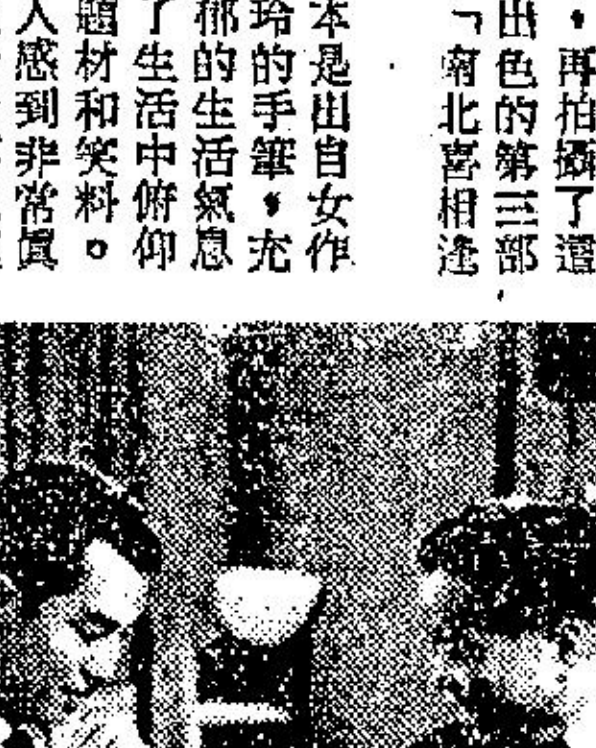 ，再拍攝了這
出色的第三部
「南北喜相逢
本是出自女作
玲的手筆，充
郁的生活氣息
了生活中俯仰
題材和笑料。
人感到非常眞